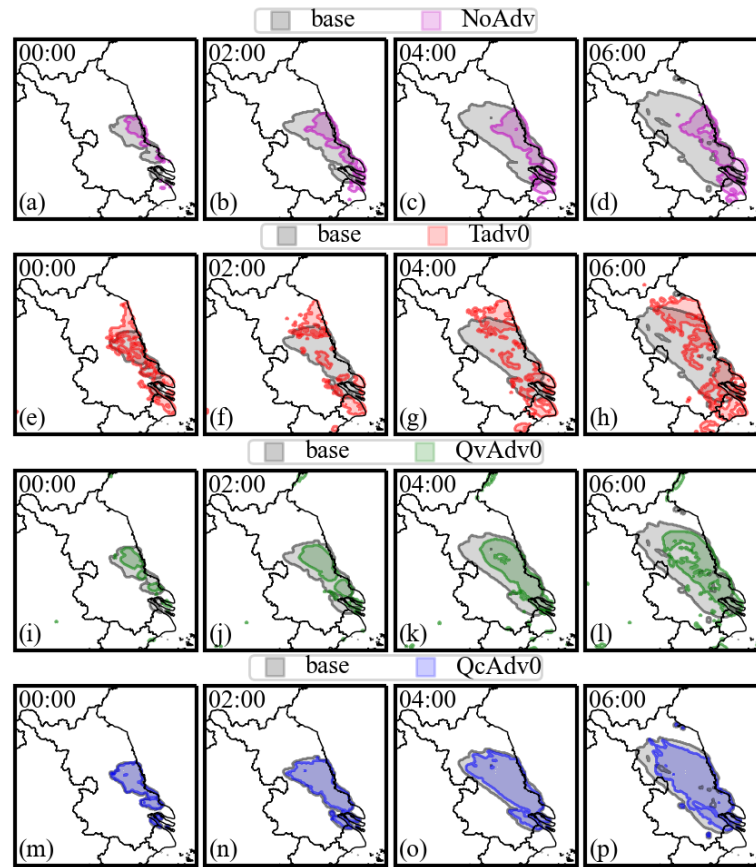 base NoAdv
00:00 02:00 04:00 06:00
(a) (b) (c) (d)
base Tadv0
00:00 02:00 04:00 06:00
(e) (f) (g) (h)
base QvAdv0
00:00 02:00 04:00 06:00
(i) (j) (k) (l)
base QcAdv0
00:00 02:00 04:00 06:00
(m) (n) (o) (p)